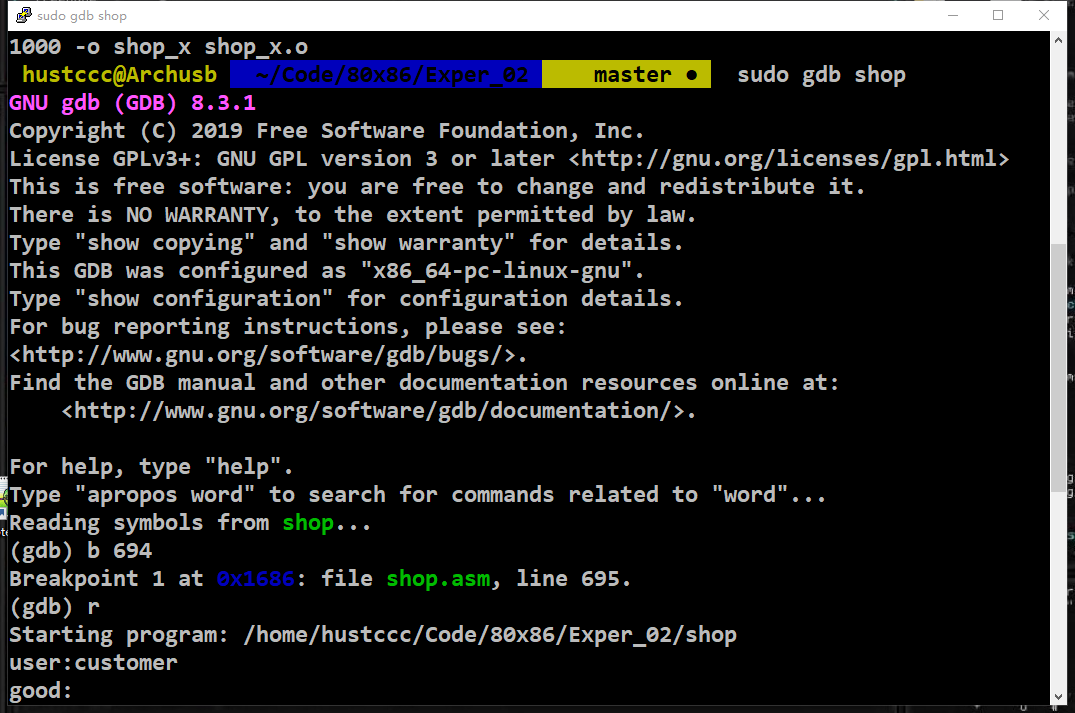 sudo gdb shop
1000 -o shop_x shop_x.o
hustccc@Archusb ~/Code/80x86/Exper_02 master ● sudo gdb shop
GNU gdb (GDB) 8.3.1
Copyright (C) 2019 Free Software Foundation, Inc.
License GPLv3+: GNU GPL version 3 or later <http://gnu.org/licenses/gpl.html>
This is free software: you are free to change and redistribute it.
There is NO WARRANTY, to the extent permitted by law.
Type "show copying" and "show warranty" for details.
This GDB was configured as "x86_64-pc-linux-gnu".
Type "show configuration" for configuration details.
For bug reporting instructions, please see:
<http://www.gnu.org/software/gdb/bugs/>.
Find the GDB manual and other documentation resources online at:
    <http://www.gnu.org/software/gdb/documentation/>.
For help, type "help".
Type "apropos word" to search for commands related to "word"...
Reading symbols from shop...
(gdb) b 694
Breakpoint 1 at 0x1686: file shop.asm, line 695.
(gdb) r
Starting program: /home/hustccc/Code/80x86/Exper_02/shop
user:customer
good: